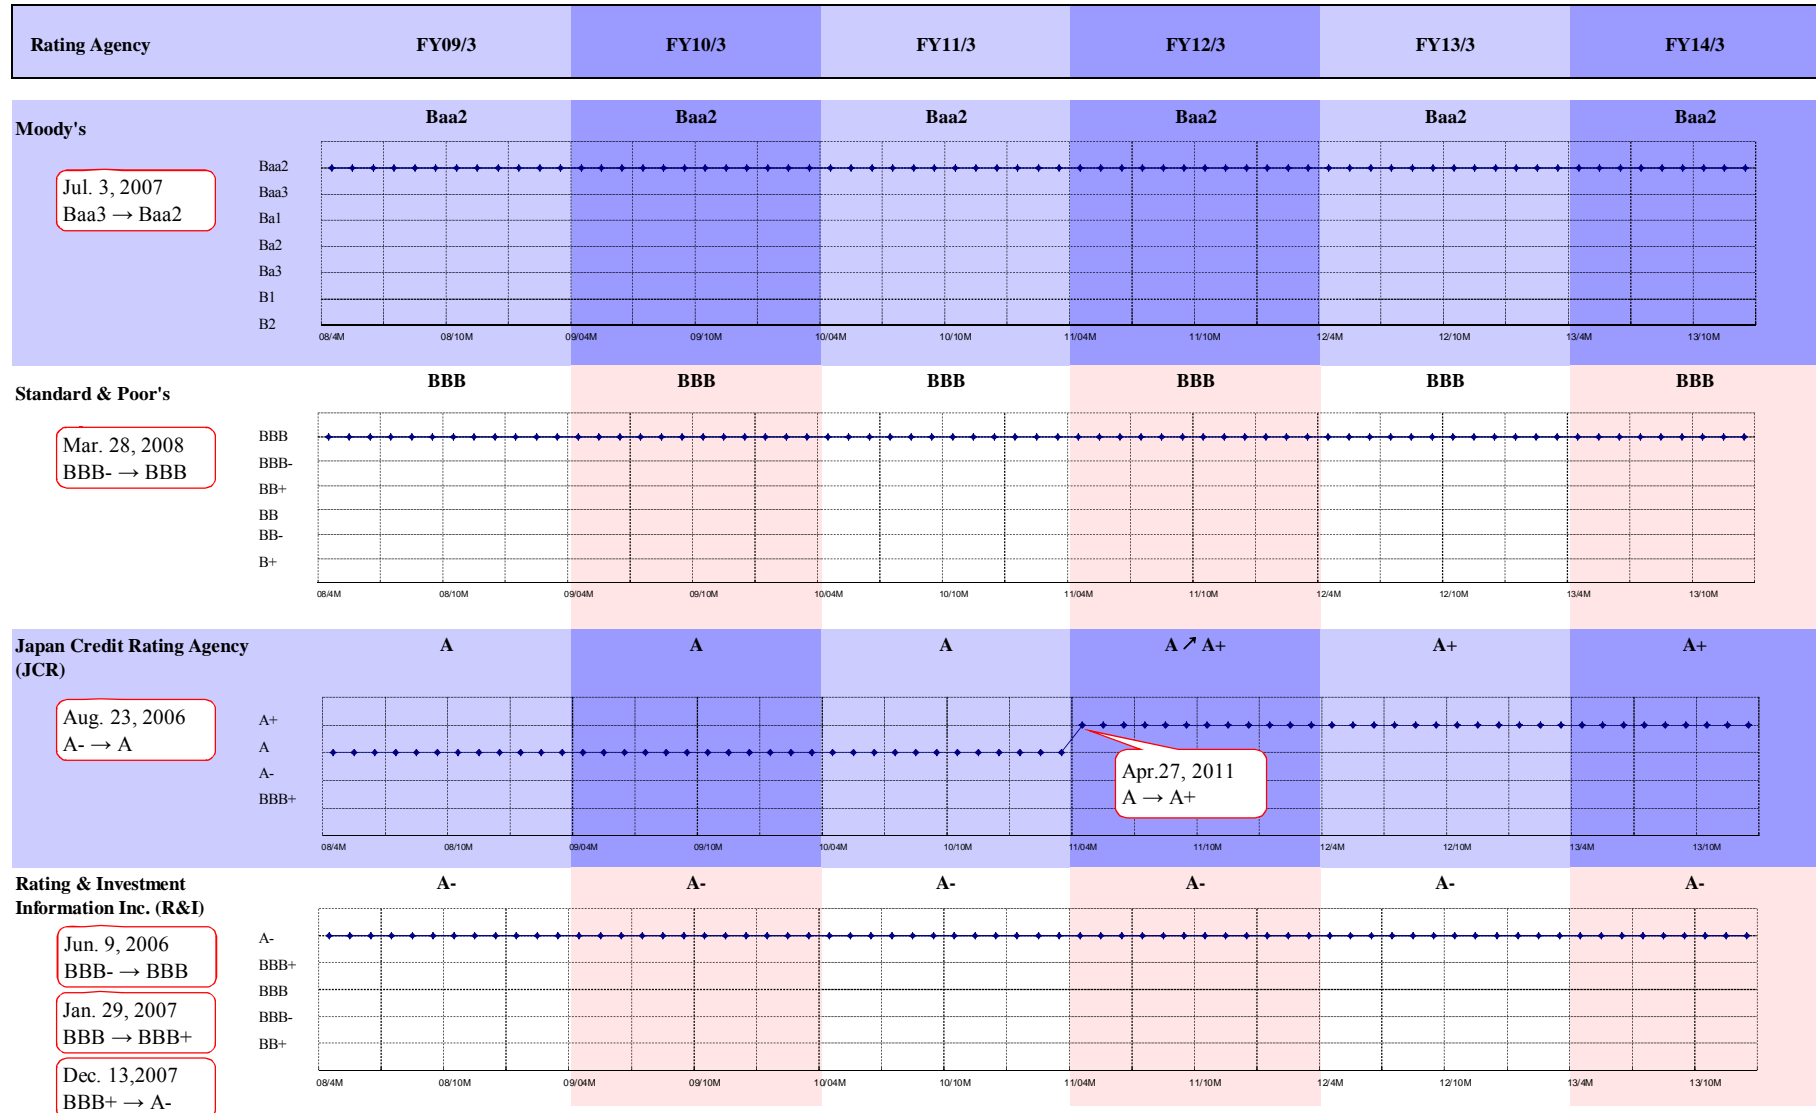 Rating Agency FY09/3 FY10/3 FY11/3 FY12/3 FY13/3 FY14/3
Moody's
Baa2 Baa2 Baa2 Baa2 Baa2 Baa2
Jul. 3, 2007
Baa3 → Baa2
Baa2
Baa3
Ba1
Ba2
Ba3
B1
B2
08/4M 08/10M 09/04M 09/10M 10/04M 10/10M 11/04M 11/10M 12/4M 12/10M 13/4M 13/10M
Standard & Poor's
BBB BBB BBB BBB BBB BBB
Mar. 28, 2008
BBB- → BBB
BBB
BBB-
BB+
BB
BB-
B+
08/4M 08/10M 09/04M 09/10M 10/04M 10/10M 11/04M 11/10M 12/4M 12/10M 13/4M 13/10M
Japan Credit Rating Agency
(JCR)
A A A A ↗ A+ A+ A+
Aug. 23, 2006
A- → A
A+
A
A-
BBB+
Apr.27, 2011
A → A+
08/4M 08/10M 09/04M 09/10M 10/04M 10/10M 11/04M 11/10M 12/4M 12/10M 13/4M 13/10M
Rating & Investment
Information Inc. (R&I)
A- A- A- A- A- A-
Jun. 9, 2006
BBB- → BBB
Jan. 29, 2007
BBB → BBB+
Dec. 13,2007
BBB+ → A-
A-
BBB+
BBB
BBB-
BB+
08/4M 08/10M 09/04M 09/10M 10/04M 10/10M 11/04M 11/10M 12/4M 12/10M 13/4M 13/10M